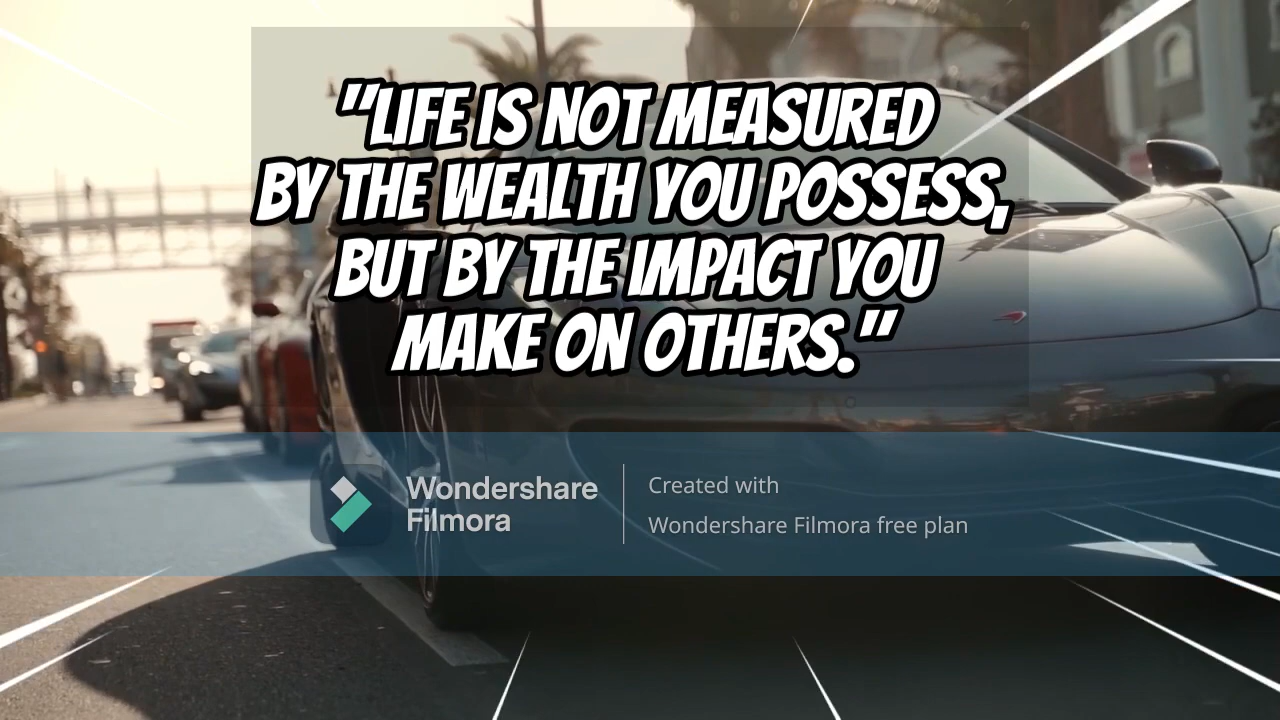 "LIFE IS NOT MEASURED
BY THE WEALTH YOU POSSESS,
BUT BY THE IMPACT YOU
MAKE ON OTHERS."
Wondershare
Filmora
Created with
Wondershare Filmora free plan